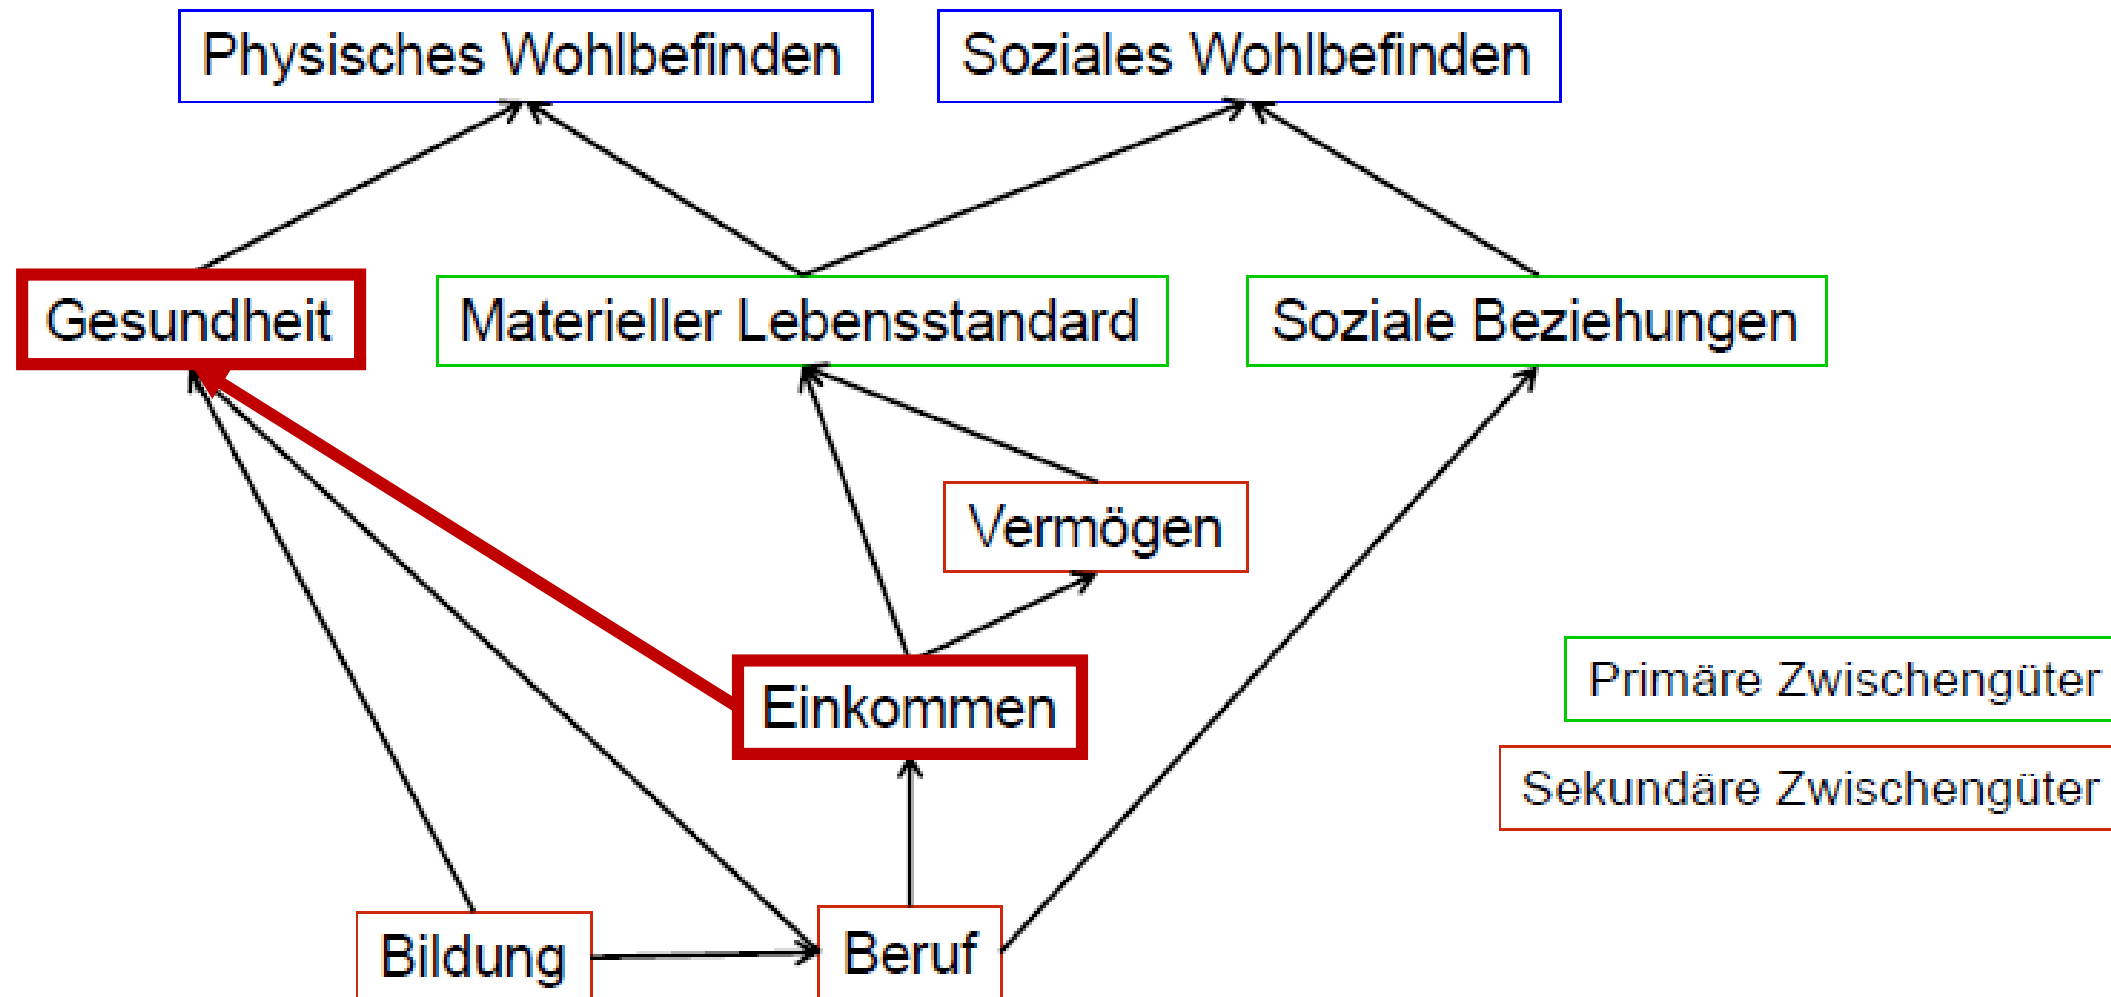 Physisches Wohlbefinden
Soziales Wohlbefinden
Gesundheit
Materieller Lebensstandard
Soziale Beziehungen
Vermögen
Einkommen
Primäre Zwischengüter
Sekundäre Zwischengüter
Bildung
Beruf